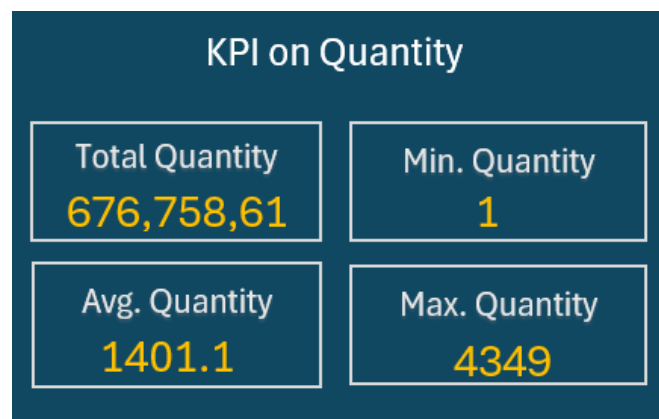 KPI on Quantity
Total Quantity
676,758,61
Min. Quantity
1
Avg. Quantity
1401.1
Max. Quantity
4349